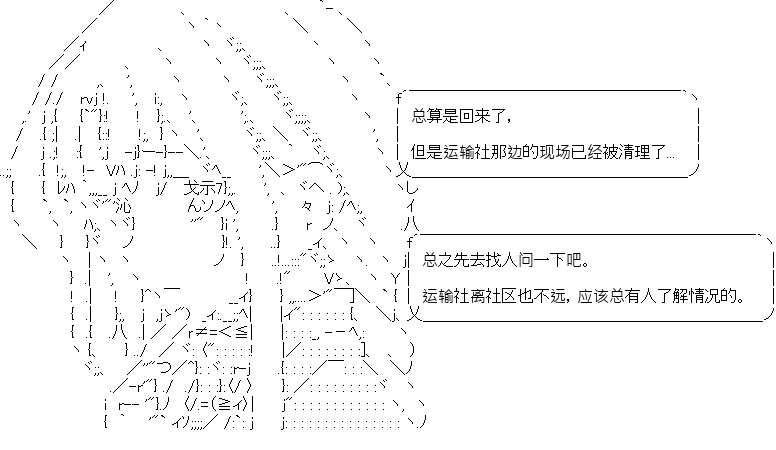 总算是回来了，
但是运输社那边的现场已经被清理了...
总之先去找人问一下吧。
运输社离社区也不远，应该总有人了解情况的。